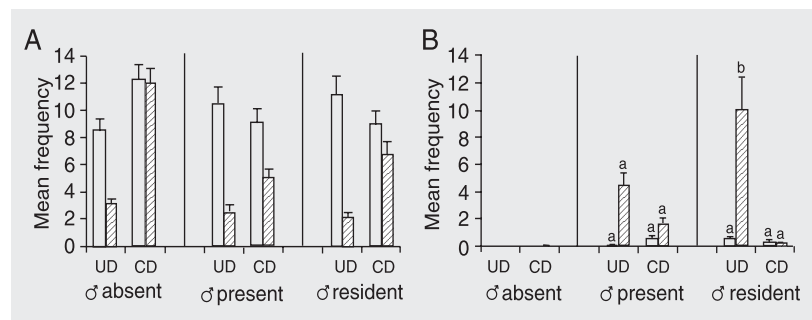 A
Mean frequency
14
12
10
8
6
4
2
0
UD CD UD CD UD CD
♂ absent ♂ present ♂ resident
B
Mean frequency
14
12
10
8
6
4
2
0
a a a a
a b a a
UD CD UD CD UD CD
♂ absent ♂ present ♂ resident